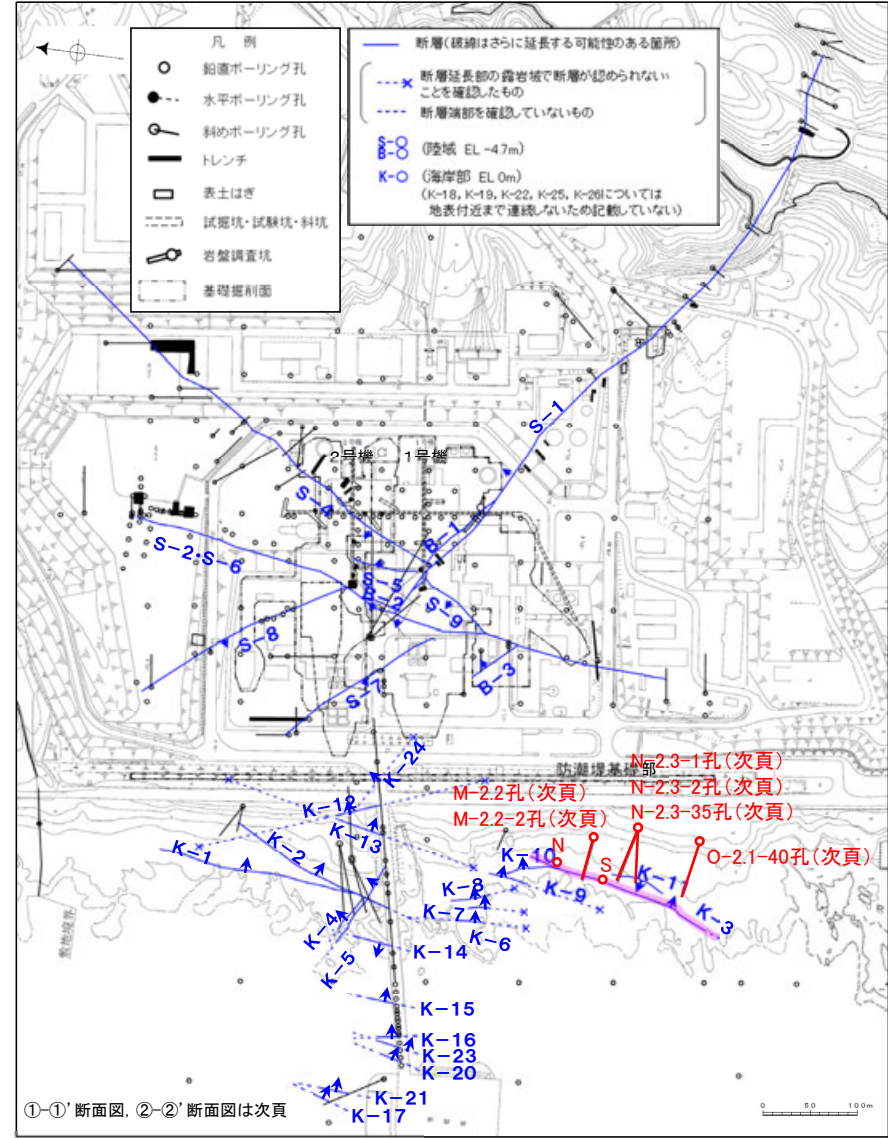 凡 例
鉛直ボーリング孔
水平ボーリング孔
斜めボーリング孔
トレンチ
表土はぎ
試掘坑・試験坑・斜坑
岩盤調査坑
基礎掘削面
断層(破線はさらに延長する可能性のある箇所)
断層延長部の露岩域で断層が認められない
ことを確認したもの
断層端部を確認していないもの
S-○
B-○
(陸域 EL -4.7m)
K-○
(海岸部 EL 0m)
(K-18, K-19, K-22, K-25, K-26については
地表付近まで連続しないため記載していない)
S-1
2号機
1号機
S-4
B-1
S-2・S-6
S-5
B-2
S-9
S-8
S-7
B-3
K-24
防潮堤基礎部
N-2.3-1孔(次頁)
N-2.3-2孔(次頁)
N-2.3-35孔(次頁)
M-2.2孔(次頁)
M-2.2-2孔(次頁)
O-2.1-40孔(次頁)
N
S
K-12
K-13
K-1
K-2
K-10
K-11
K-8
K-9
K-3
K-7
K-6
K-4
K-5
K-14
敷地境界
K-15
K-16
K-23
K-20
K-21
K-17
①-①’断面図, ②-②’断面図は次頁
0 50 100m